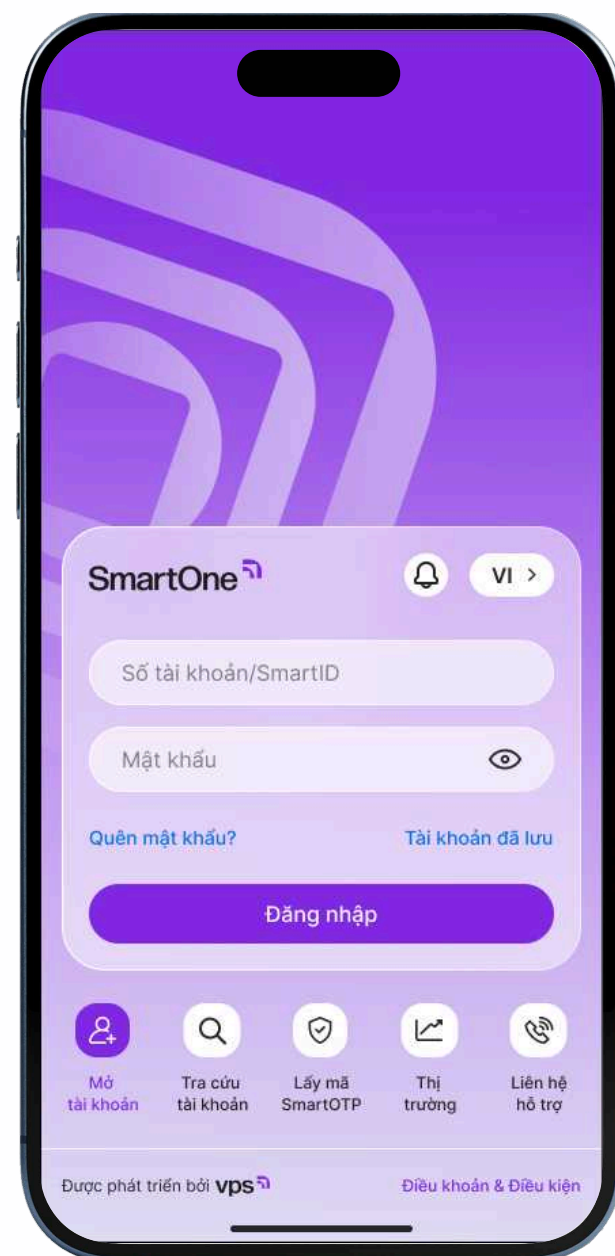 SmartOne
VI
Số tài khoản/SmartID
Mật khẩu
Quên mật khẩu?
Tài khoản đã lưu
Đăng nhập
Mở
tài khoản
Tra cứu
tài khoản
Lấy mã
SmartOTP
Thị
trường
Liên hệ
hỗ trợ
Được phát triển bởi vps
Điều khoản & Điều kiện